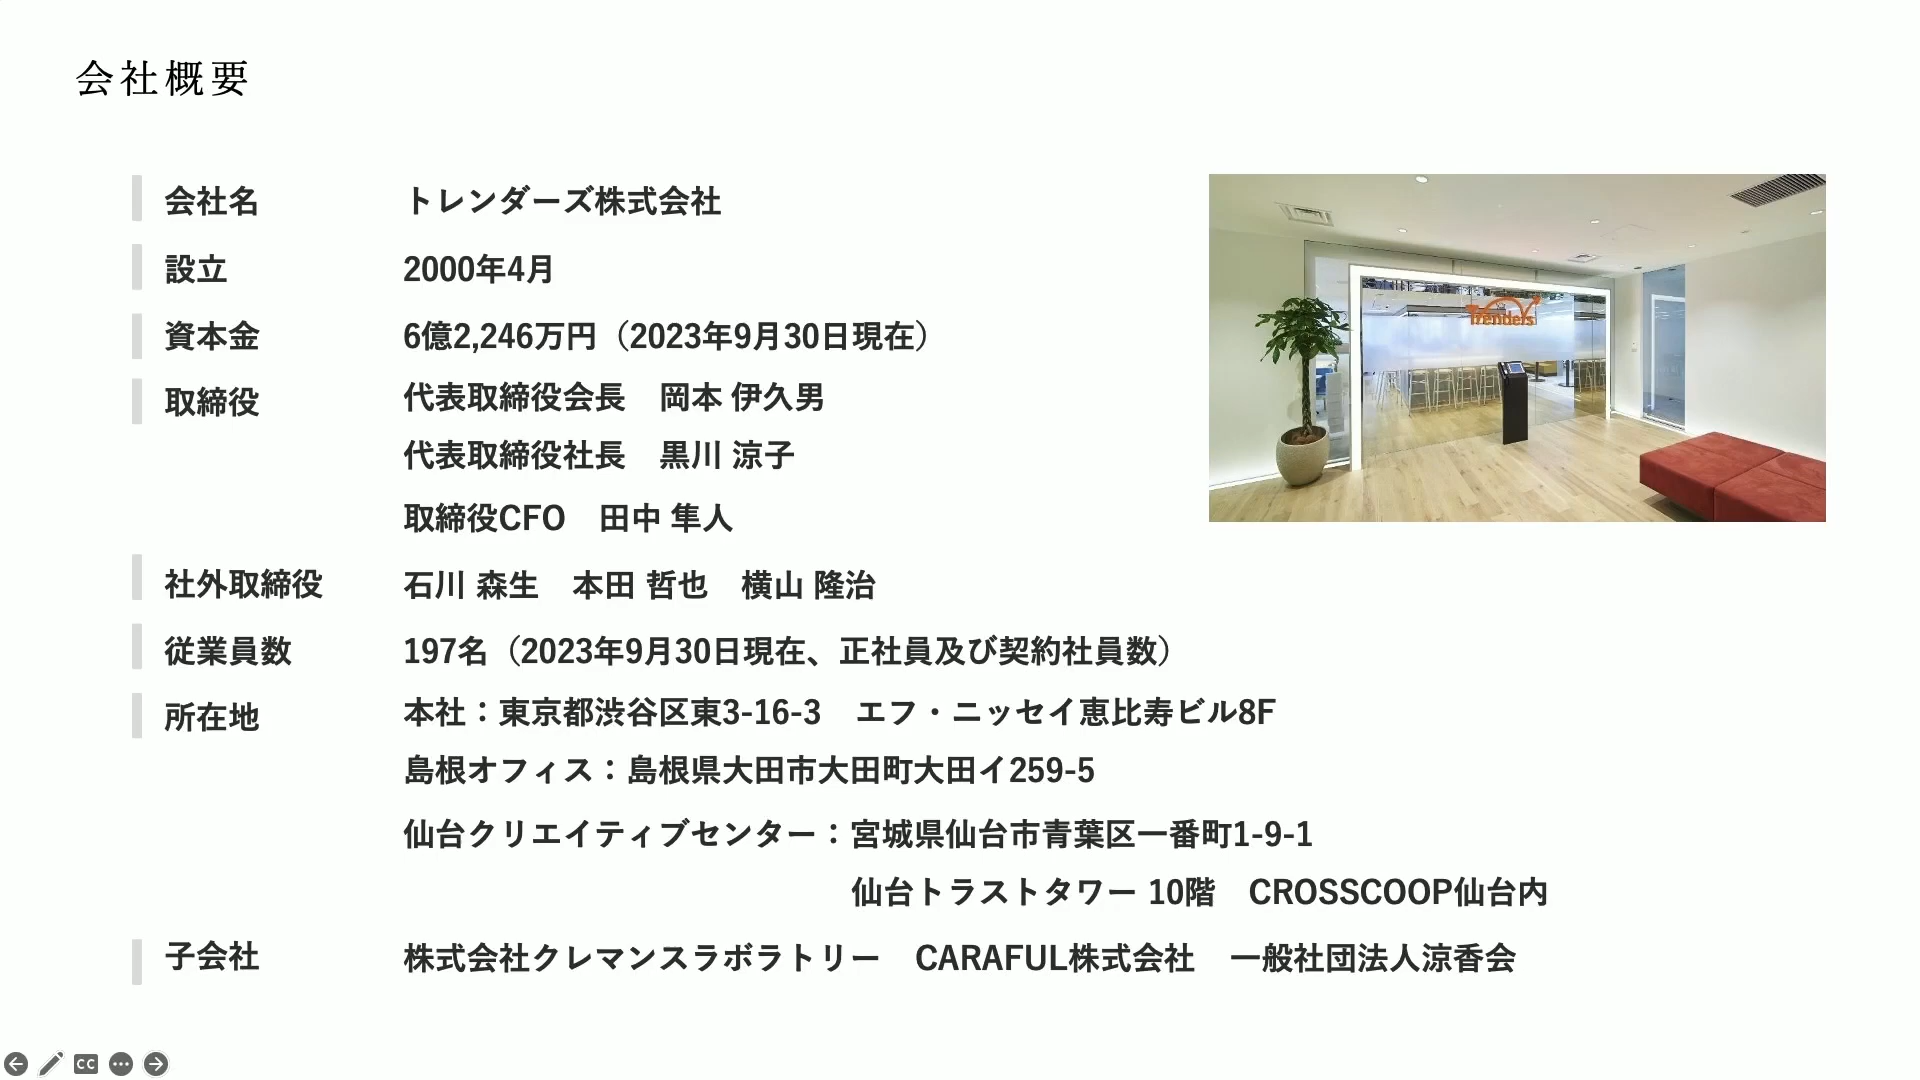 会社概要
会社名 トレンダーズ株式会社
設立 2000年4月
資本金 6億2,246万円（2023年9月30日現在）
取締役 代表取締役会長　岡本 伊久男
代表取締役社長　黒川 涼子
取締役CFO　田中 隼人
社外取締役 石川 森生　本田 哲也　横山 隆治
従業員数 197名（2023年9月30日現在、正社員及び契約社員数）
所在地 本社：東京都渋谷区東3-16-3　エフ・ニッセイ恵比寿ビル8F
島根オフィス：島根県大田市大田町大田イ259-5
仙台クリエイティブセンター：宮城県仙台市青葉区一番町1-9-1
仙台トラストタワー 10階　CROSSCOOP仙台内
子会社 株式会社クレマンスラボラトリー　CARAFUL株式会社　一般社団法人涼香会
Trenders
CC